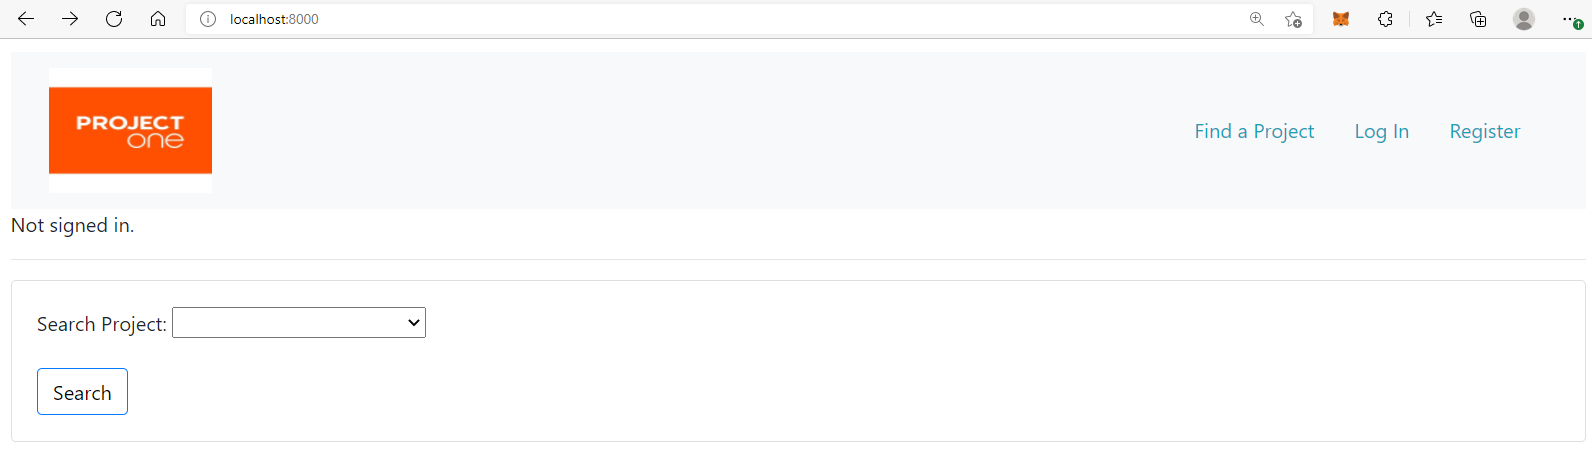 localhost:8000
PROJECT
one
Find a Project Log In Register
Not signed in.
Search Project:
Search